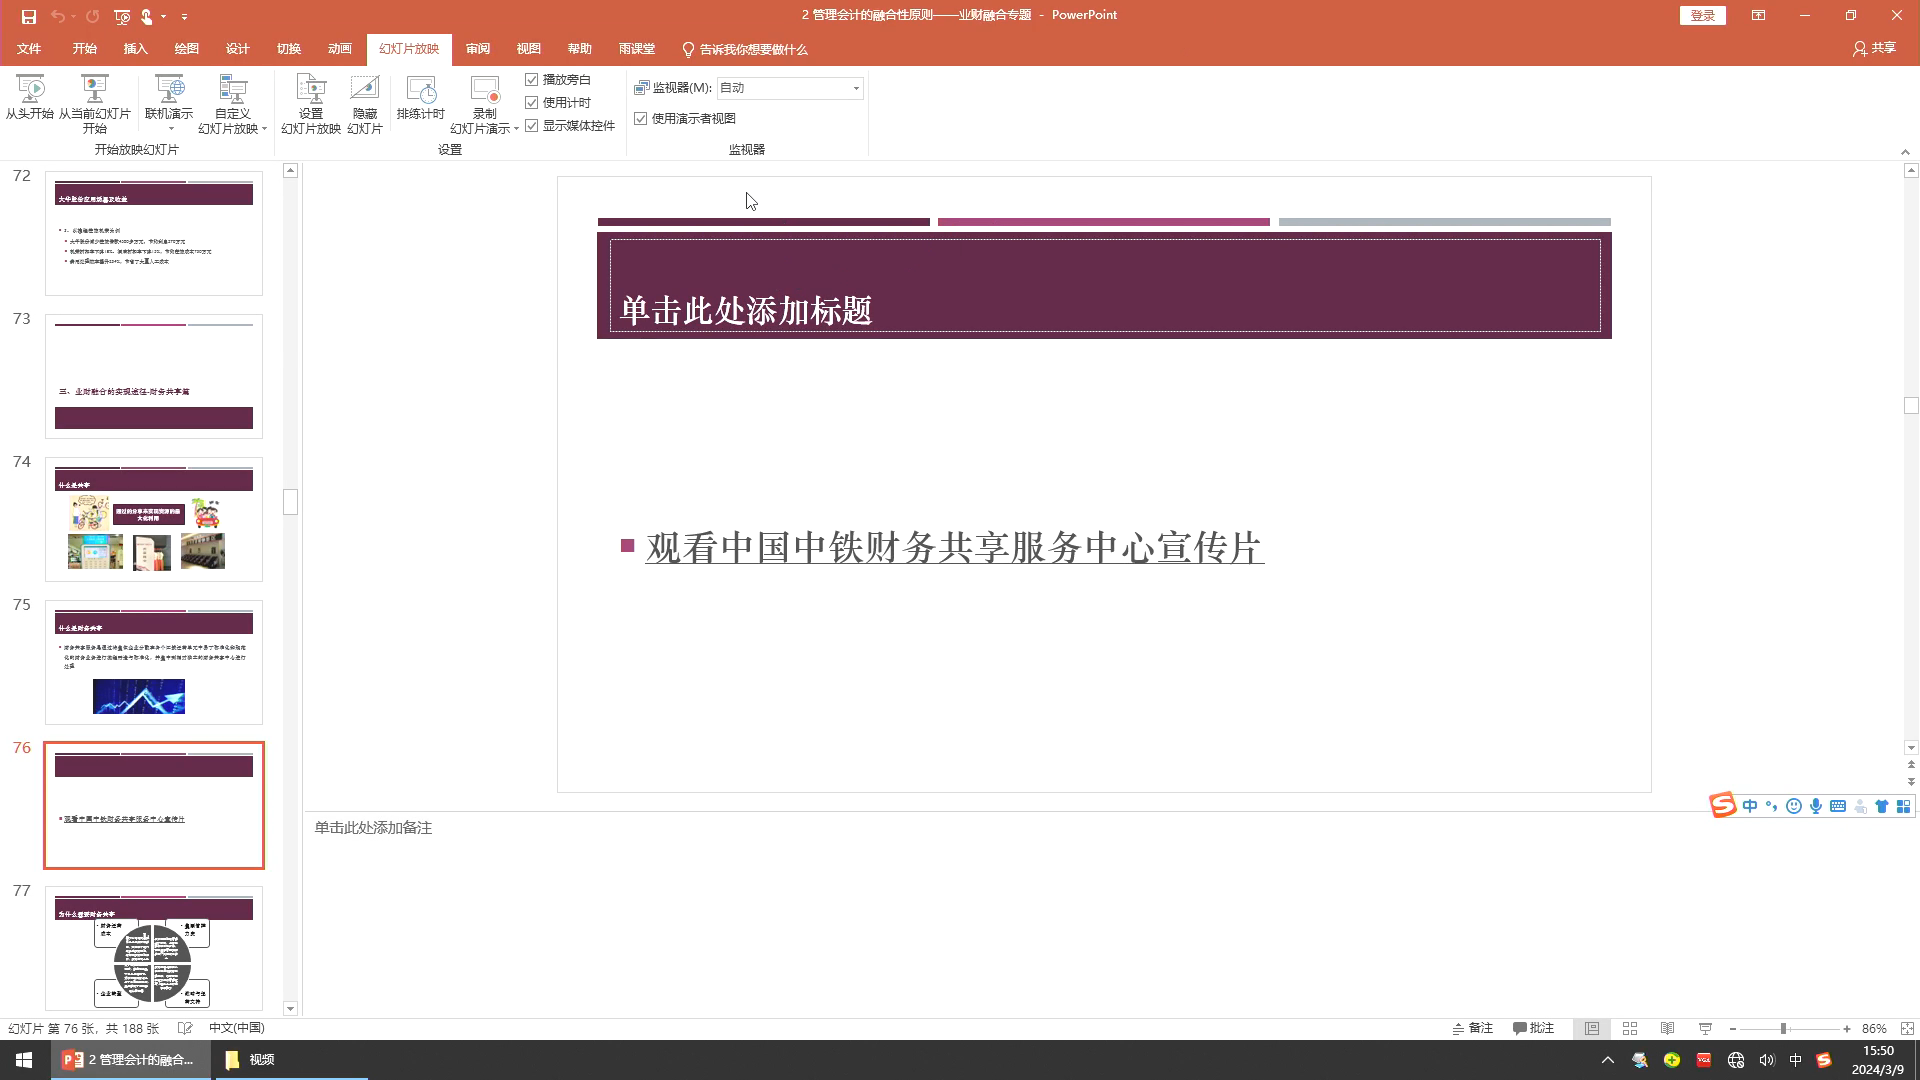 2 管理会计的融合性原则——业财融合专题 - PowerPoint
登录
文件 开始 插入 绘图 设计 切换 动画 幻灯片放映 审阅 视图 帮助 雨课堂 告诉我你想要做什么
共享
从头开始 从当前幻灯片开始 联机演示 自定义幻灯片放映 设置幻灯片放映 隐藏幻灯片 排练计时 录制幻灯片演示
播放旁白
使用计时
显示媒体控件
监视器(M): 自动
使用演示者视图
开始放映幻灯片 设置 监视器
72
73
三、业财融合的实现途径-财务共享篇
74
什么是共享
75
什么是财务共享
76
观看中国中铁财务共享服务中心宣传片
77
为什么想要财务共享
单击此处添加标题
观看中国中铁财务共享服务中心宣传片
单击此处添加备注
中
幻灯片 第 76 张，共 188 张 中文(中国)
备注 批注 86%
2 管理会计的融合... 视频
中
15:50
2024/3/9